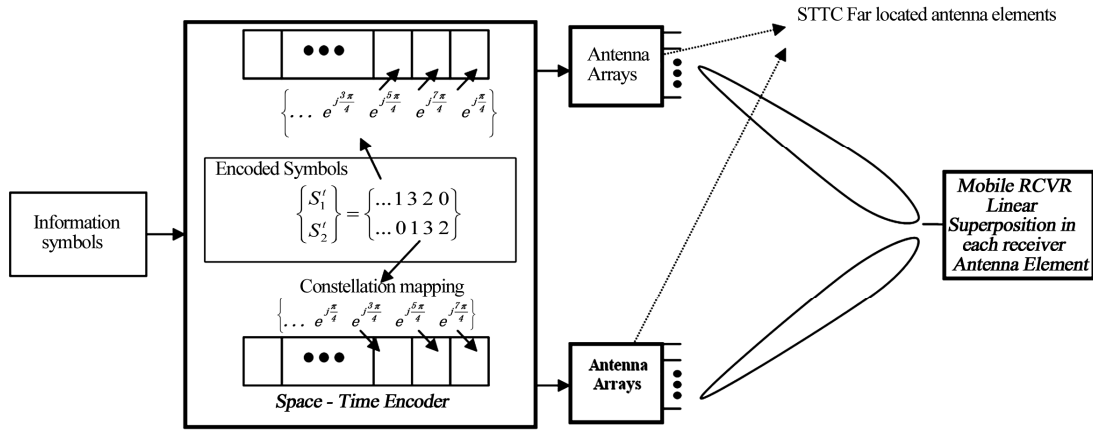 STTC Far located antenna elements
Antenna
Arrays
{... e^{j3π/4} e^{j5π/4} e^{j7π/4} e^{jπ/4}}
Encoded Symbols
{S_1^t} = {...1 3 2 0}
{S_2^t} {... 0 1 3 2}
Information
symbols
Mobile RCVR
Linear
Superposition in
each receiver
Antenna Element
Constellation mapping
{... e^{jπ/4} e^{j3π/4} e^{j5π/4} e^{j7π/4}}
Antenna
Arrays
Space - Time Encoder